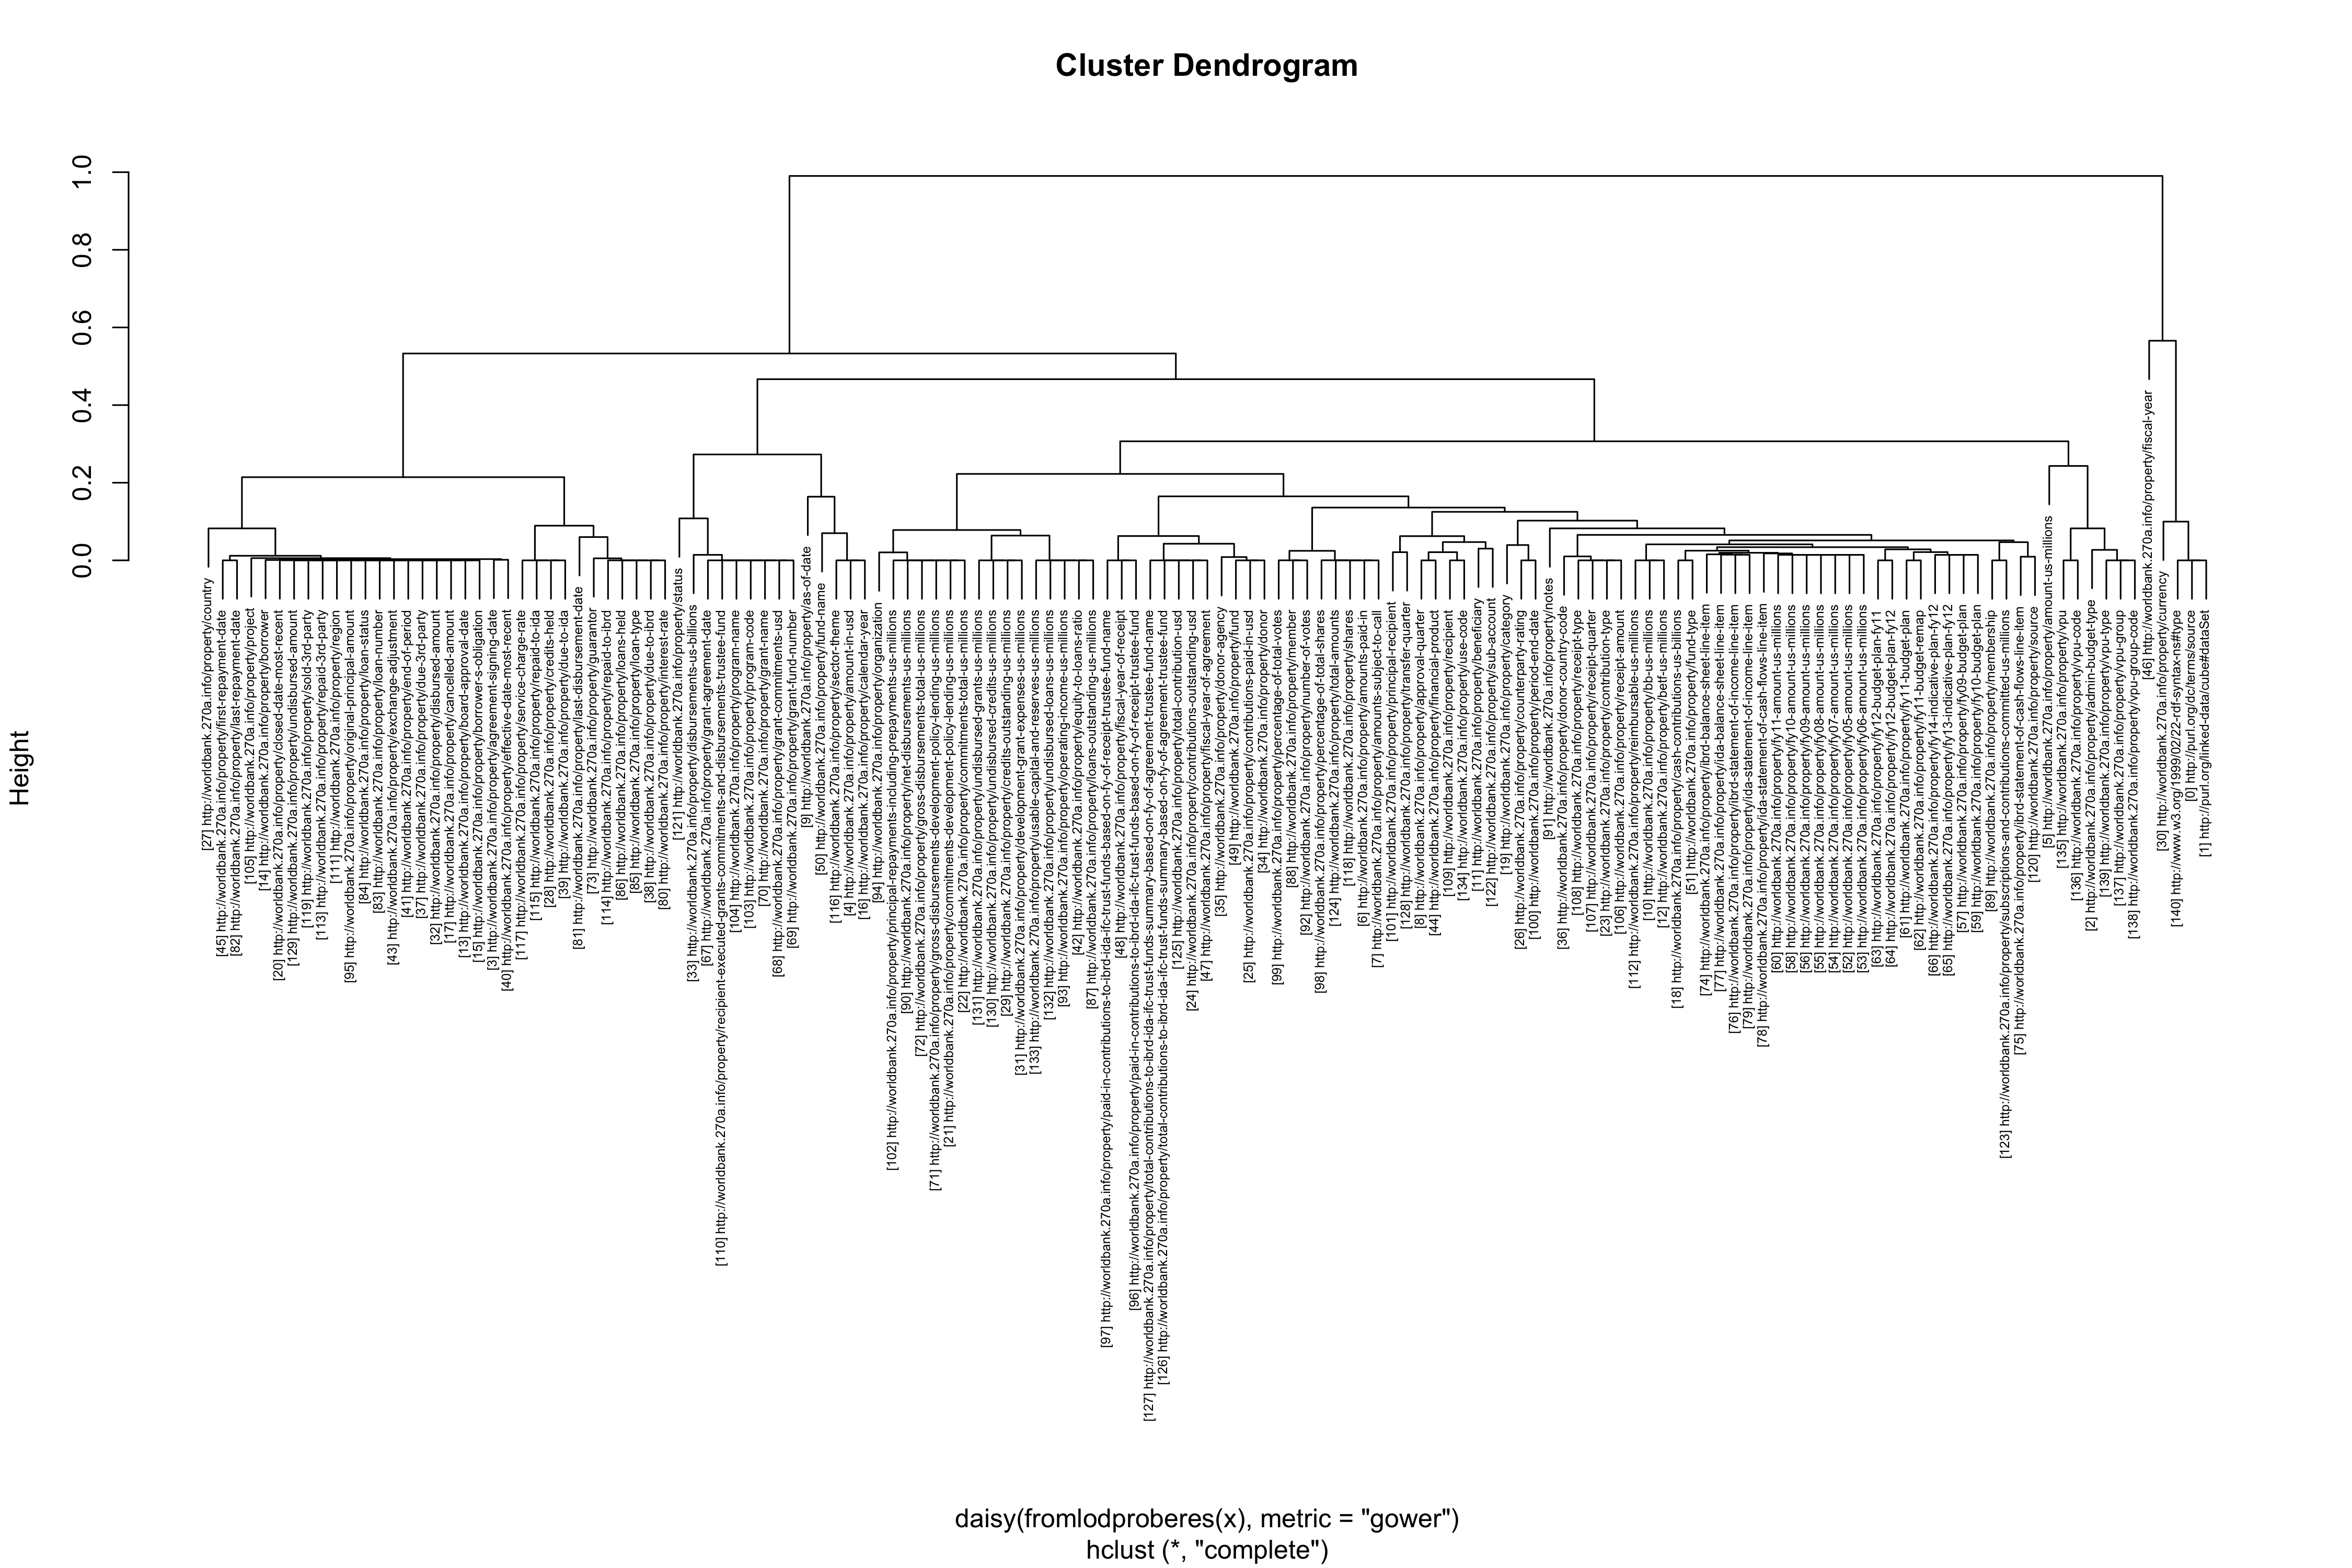 Cluster Dendrogram
Height
1.0
0.8
0.6
0.4
0.2
0.0
[27] http://worldbank.270a.info/property/country
[45] http://worldbank.270a.info/property/first-repayment-date
[82] http://worldbank.270a.info/property/last-repayment-date
[105] http://worldbank.270a.info/property/project
[14] http://worldbank.270a.info/property/borrower
[20] http://worldbank.270a.info/property/closed-date-most-recent
[129] http://worldbank.270a.info/property/undisbursed-amount
[119] http://worldbank.270a.info/property/sold-3rd-party
[113] http://worldbank.270a.info/property/repaid-3rd-party
[111] http://worldbank.270a.info/property/region
[95] http://worldbank.270a.info/property/original-principal-amount
[84] http://worldbank.270a.info/property/loan-status
[83] http://worldbank.270a.info/property/loan-number
[43] http://worldbank.270a.info/property/exchange-adjustment
[41] http://worldbank.270a.info/property/end-of-period
[37] http://worldbank.270a.info/property/due-3rd-party
[32] http://worldbank.270a.info/property/disbursed-amount
[17] http://worldbank.270a.info/property/cancelled-amount
[13] http://worldbank.270a.info/property/board-approval-date
[15] http://worldbank.270a.info/property/borrower-s-obligation
[3] http://worldbank.270a.info/property/agreement-signing-date
[40] http://worldbank.270a.info/property/effective-date-most-recent
[117] http://worldbank.270a.info/property/service-charge-rate
[115] http://worldbank.270a.info/property/repaid-to-ida
[28] http://worldbank.270a.info/property/credits-held
[39] http://worldbank.270a.info/property/due-to-ida
[81] http://worldbank.270a.info/property/last-disbursement-date
[73] http://worldbank.270a.info/property/guarantor
[114] http://worldbank.270a.info/property/repaid-to-ibrd
[86] http://worldbank.270a.info/property/loans-held
[85] http://worldbank.270a.info/property/loan-type
[38] http://worldbank.270a.info/property/due-to-ibrd
[80] http://worldbank.270a.info/property/interest-rate
[121] http://worldbank.270a.info/property/status
[33] http://worldbank.270a.info/property/disbursements-us-billions
[67] http://worldbank.270a.info/property/grant-agreement-date
[110] http://worldbank.270a.info/property/recipient-executed-grants-commitments-and-disbursements-trustee-fund
[104] http://worldbank.270a.info/property/program-name
[103] http://worldbank.270a.info/property/program-code
[70] http://worldbank.270a.info/property/grant-name
[68] http://worldbank.270a.info/property/grant-commitments-usd
[69] http://worldbank.270a.info/property/grant-fund-number
[9] http://worldbank.270a.info/property/as-of-date
[50] http://worldbank.270a.info/property/fund-name
[116] http://worldbank.270a.info/property/sector-theme
[4] http://worldbank.270a.info/property/amount-in-usd
[16] http://worldbank.270a.info/property/calendar-year
[94] http://worldbank.270a.info/property/organization
[102] http://worldbank.270a.info/property/principal-repayments-including-prepayments-us-millions
[90] http://worldbank.270a.info/property/net-disbursements-us-millions
[72] http://worldbank.270a.info/property/gross-disbursements-total-us-millions
[71] http://worldbank.270a.info/property/gross-disbursements-development-policy-lending-us-millions
[21] http://worldbank.270a.info/property/commitments-development-policy-lending-us-millions
[22] http://worldbank.270a.info/property/commitments-total-us-millions
[131] http://worldbank.270a.info/property/undisbursed-grants-us-millions
[130] http://worldbank.270a.info/property/undisbursed-credits-us-millions
[29] http://worldbank.270a.info/property/credits-outstanding-us-millions
[31] http://worldbank.270a.info/property/development-grant-expenses-us-millions
[133] http://worldbank.270a.info/property/usable-capital-and-reserves-us-millions
[132] http://worldbank.270a.info/property/undisbursed-loans-us-millions
[93] http://worldbank.270a.info/property/operating-income-us-millions
[42] http://worldbank.270a.info/property/equity-to-loans-ratio
[87] http://worldbank.270a.info/property/loans-outstanding-us-millions
[97] http://worldbank.270a.info/property/paid-in-contributions-to-ibrd-ida-ifc-trust-funds-based-on-fy-of-receipt-trustee-fund-name
[48] http://worldbank.270a.info/property/fiscal-year-of-receipt
[96] http://worldbank.270a.info/property/paid-in-contributions-to-ibrd-ida-ifc-trust-funds-based-on-fy-of-receipt-trustee-fund
[127] http://worldbank.270a.info/property/total-contributions-to-ibrd-ida-ifc-trust-funds-summary-based-on-fy-of-agreement-trustee-fund-name
[126] http://worldbank.270a.info/property/total-contributions-to-ibrd-ida-ifc-trust-funds-summary-based-on-fy-of-agreement-trustee-fund
[125] http://worldbank.270a.info/property/total-contribution-usd
[24] http://worldbank.270a.info/property/contributions-outstanding-usd
[47] http://worldbank.270a.info/property/fiscal-year-of-agreement
[35] http://worldbank.270a.info/property/donor-agency
[49] http://worldbank.270a.info/property/fund
[25] http://worldbank.270a.info/property/contributions-paid-in-usd
[34] http://worldbank.270a.info/property/donor
[99] http://worldbank.270a.info/property/percentage-of-total-votes
[88] http://worldbank.270a.info/property/member
[92] http://worldbank.270a.info/property/number-of-votes
[98] http://worldbank.270a.info/property/percentage-of-total-shares
[124] http://worldbank.270a.info/property/total-amounts
[118] http://worldbank.270a.info/property/shares
[6] http://worldbank.270a.info/property/amounts-paid-in
[7] http://worldbank.270a.info/property/amounts-subject-to-call
[101] http://worldbank.270a.info/property/principal-recipient
[128] http://worldbank.270a.info/property/transfer-quarter
[8] http://worldbank.270a.info/property/approval-quarter
[44] http://worldbank.270a.info/property/financial-product
[109] http://worldbank.270a.info/property/recipient
[134] http://worldbank.270a.info/property/use-code
[11] http://worldbank.270a.info/property/beneficiary
[122] http://worldbank.270a.info/property/sub-account
[19] http://worldbank.270a.info/property/category
[26] http://worldbank.270a.info/property/counterparty-rating
[100] http://worldbank.270a.info/property/period-end-date
[91] http://worldbank.270a.info/property/notes
[36] http://worldbank.270a.info/property/donor-country-code
[108] http://worldbank.270a.info/property/receipt-type
[107] http://worldbank.270a.info/property/receipt-quarter
[23] http://worldbank.270a.info/property/contribution-type
[106] http://worldbank.270a.info/property/receipt-amount
[112] http://worldbank.270a.info/property/reimbursable-us-millions
[10] http://worldbank.270a.info/property/bb-us-millions
[12] http://worldbank.270a.info/property/betf-us-millions
[18] http://worldbank.270a.info/property/cash-contributions-us-billions
[51] http://worldbank.270a.info/property/fund-type
[74] http://worldbank.270a.info/property/ibrd-balance-sheet-line-item
[77] http://worldbank.270a.info/property/ida-balance-sheet-line-item
[76] http://worldbank.270a.info/property/ibrd-statement-of-income-line-item
[79] http://worldbank.270a.info/property/ida-statement-of-income-line-item
[78] http://worldbank.270a.info/property/ida-statement-of-cash-flows-line-item
[60] http://worldbank.270a.info/property/fy11-amount-us-millions
[58] http://worldbank.270a.info/property/fy10-amount-us-millions
[56] http://worldbank.270a.info/property/fy09-amount-us-millions
[55] http://worldbank.270a.info/property/fy08-amount-us-millions
[54] http://worldbank.270a.info/property/fy07-amount-us-millions
[52] http://worldbank.270a.info/property/fy05-amount-us-millions
[53] http://worldbank.270a.info/property/fy06-amount-us-millions
[63] http://worldbank.270a.info/property/fy12-budget-plan-fy11
[64] http://worldbank.270a.info/property/fy12-budget-plan-fy12
[61] http://worldbank.270a.info/property/fy11-budget-plan
[62] http://worldbank.270a.info/property/fy11-budget-remap
[66] http://worldbank.270a.info/property/fy14-indicative-plan-fy12
[65] http://worldbank.270a.info/property/fy13-indicative-plan-fy12
[57] http://worldbank.270a.info/property/fy09-budget-plan
[59] http://worldbank.270a.info/property/fy10-budget-plan
[89] http://worldbank.270a.info/property/membership
[123] http://worldbank.270a.info/property/subscriptions-and-contributions-committed-us-millions
[75] http://worldbank.270a.info/property/ibrd-statement-of-cash-flows-line-item
[120] http://worldbank.270a.info/property/source
[5] http://worldbank.270a.info/property/amount-us-millions
[135] http://worldbank.270a.info/property/vpu
[136] http://worldbank.270a.info/property/vpu-code
[2] http://worldbank.270a.info/property/admin-budget-type
[139] http://worldbank.270a.info/property/vpu-type
[137] http://worldbank.270a.info/property/vpu-group
[138] http://worldbank.270a.info/property/vpu-group-code
[46] http://worldbank.270a.info/property/fiscal-year
[30] http://worldbank.270a.info/property/currency
[140] http://www.w3.org/1999/02/22-rdf-syntax-ns#type
[0] http://purl.org/dc/terms/source
[1] http://purl.org/linked-data/cube#dataSet
daisy(fromlodproberes(x), metric = "gower")
hclust (*, "complete")